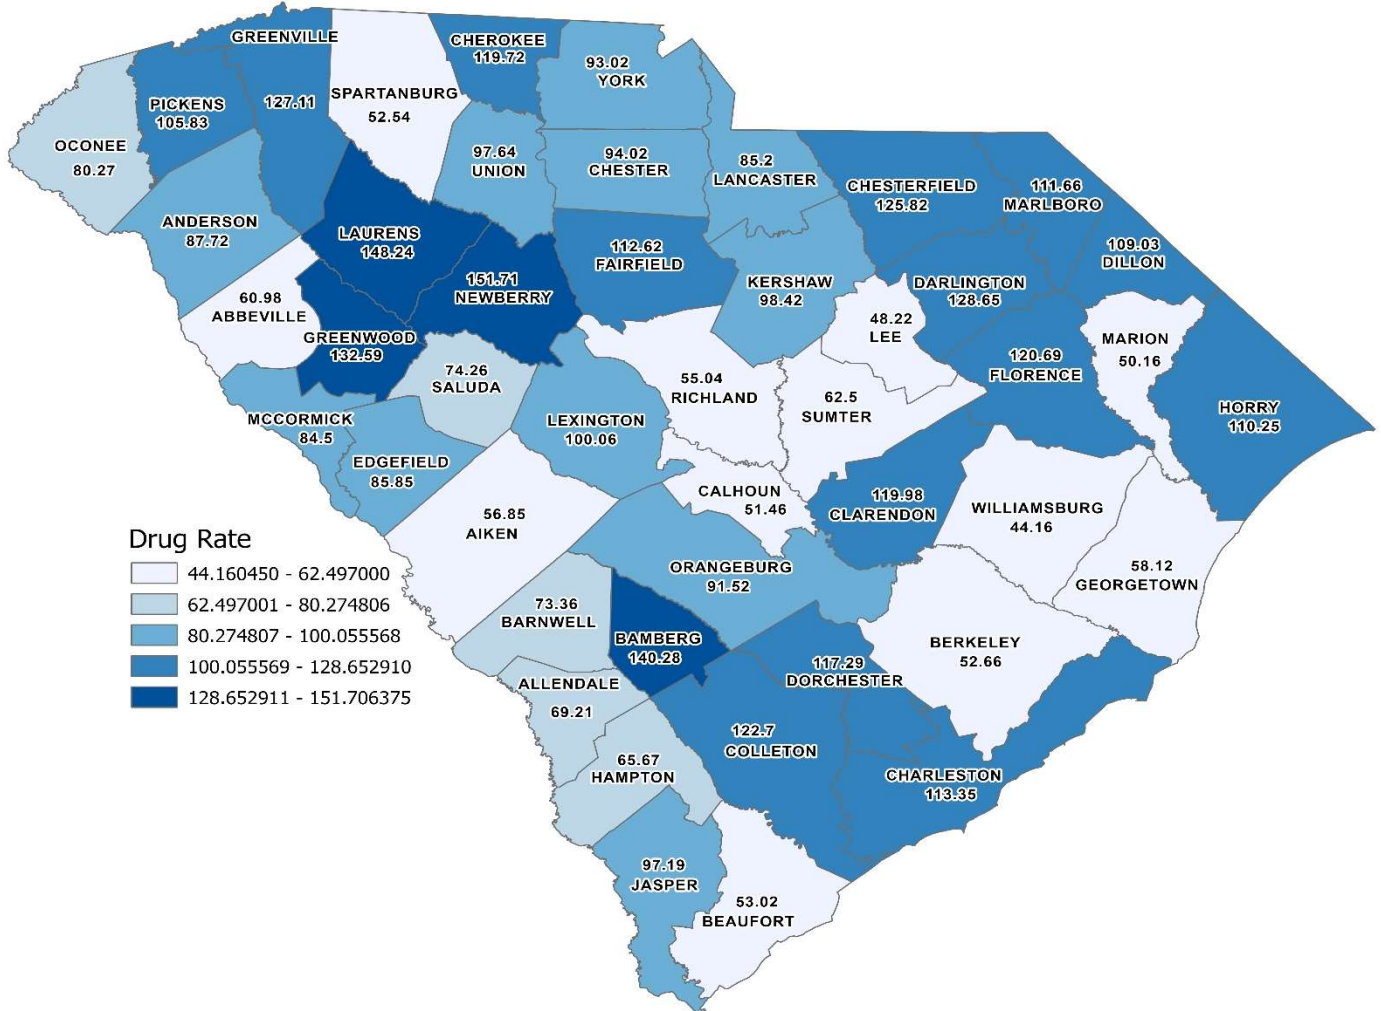 GREENVILLE
127.11
CHEROKEE
119.72
93.02
YORK
SPARTANBURG
52.54
PICKENS
105.83
OCONEE
80.27
97.64
UNION
94.02
CHESTER
85.2
LANCASTER
CHESTERFIELD
125.82
111.66
MARLBORO
ANDERSON
87.72
LAURENS
148.24
112.62
FAIRFIELD
109.03
DILLON
151.71
NEWBERRY
KERSHAW
98.42
DARLINGTON
128.65
60.98
ABBEVILLE
GREENWOOD
132.59
48.22
LEE
MARION
50.16
74.26
SALUDA
55.04
RICHLAND
120.69
FLORENCE
62.5
SUMTER
HORRY
110.25
MCCORMICK
84.5
LEXINGTON
100.06
EDGEFIELD
85.85
CALHOUN
51.46
119.98
CLARENDON
WILLIAMSBURG
44.16
56.85
AIKEN
ORANGEBURG
91.52
58.12
GEORGETOWN
73.36
BARNWELL
BAMBERG
140.28
BERKELEY
52.66
ALLENDALE
69.21
117.29
DORCHESTER
122.7
COLLETON
65.67
HAMPTON
CHARLESTON
113.35
97.19
JASPER
53.02
BEAUFORT
Drug Rate
44.160450 - 62.497000
62.497001 - 80.274806
80.274807 - 100.055568
100.055569 - 128.652910
128.652911 - 151.706375